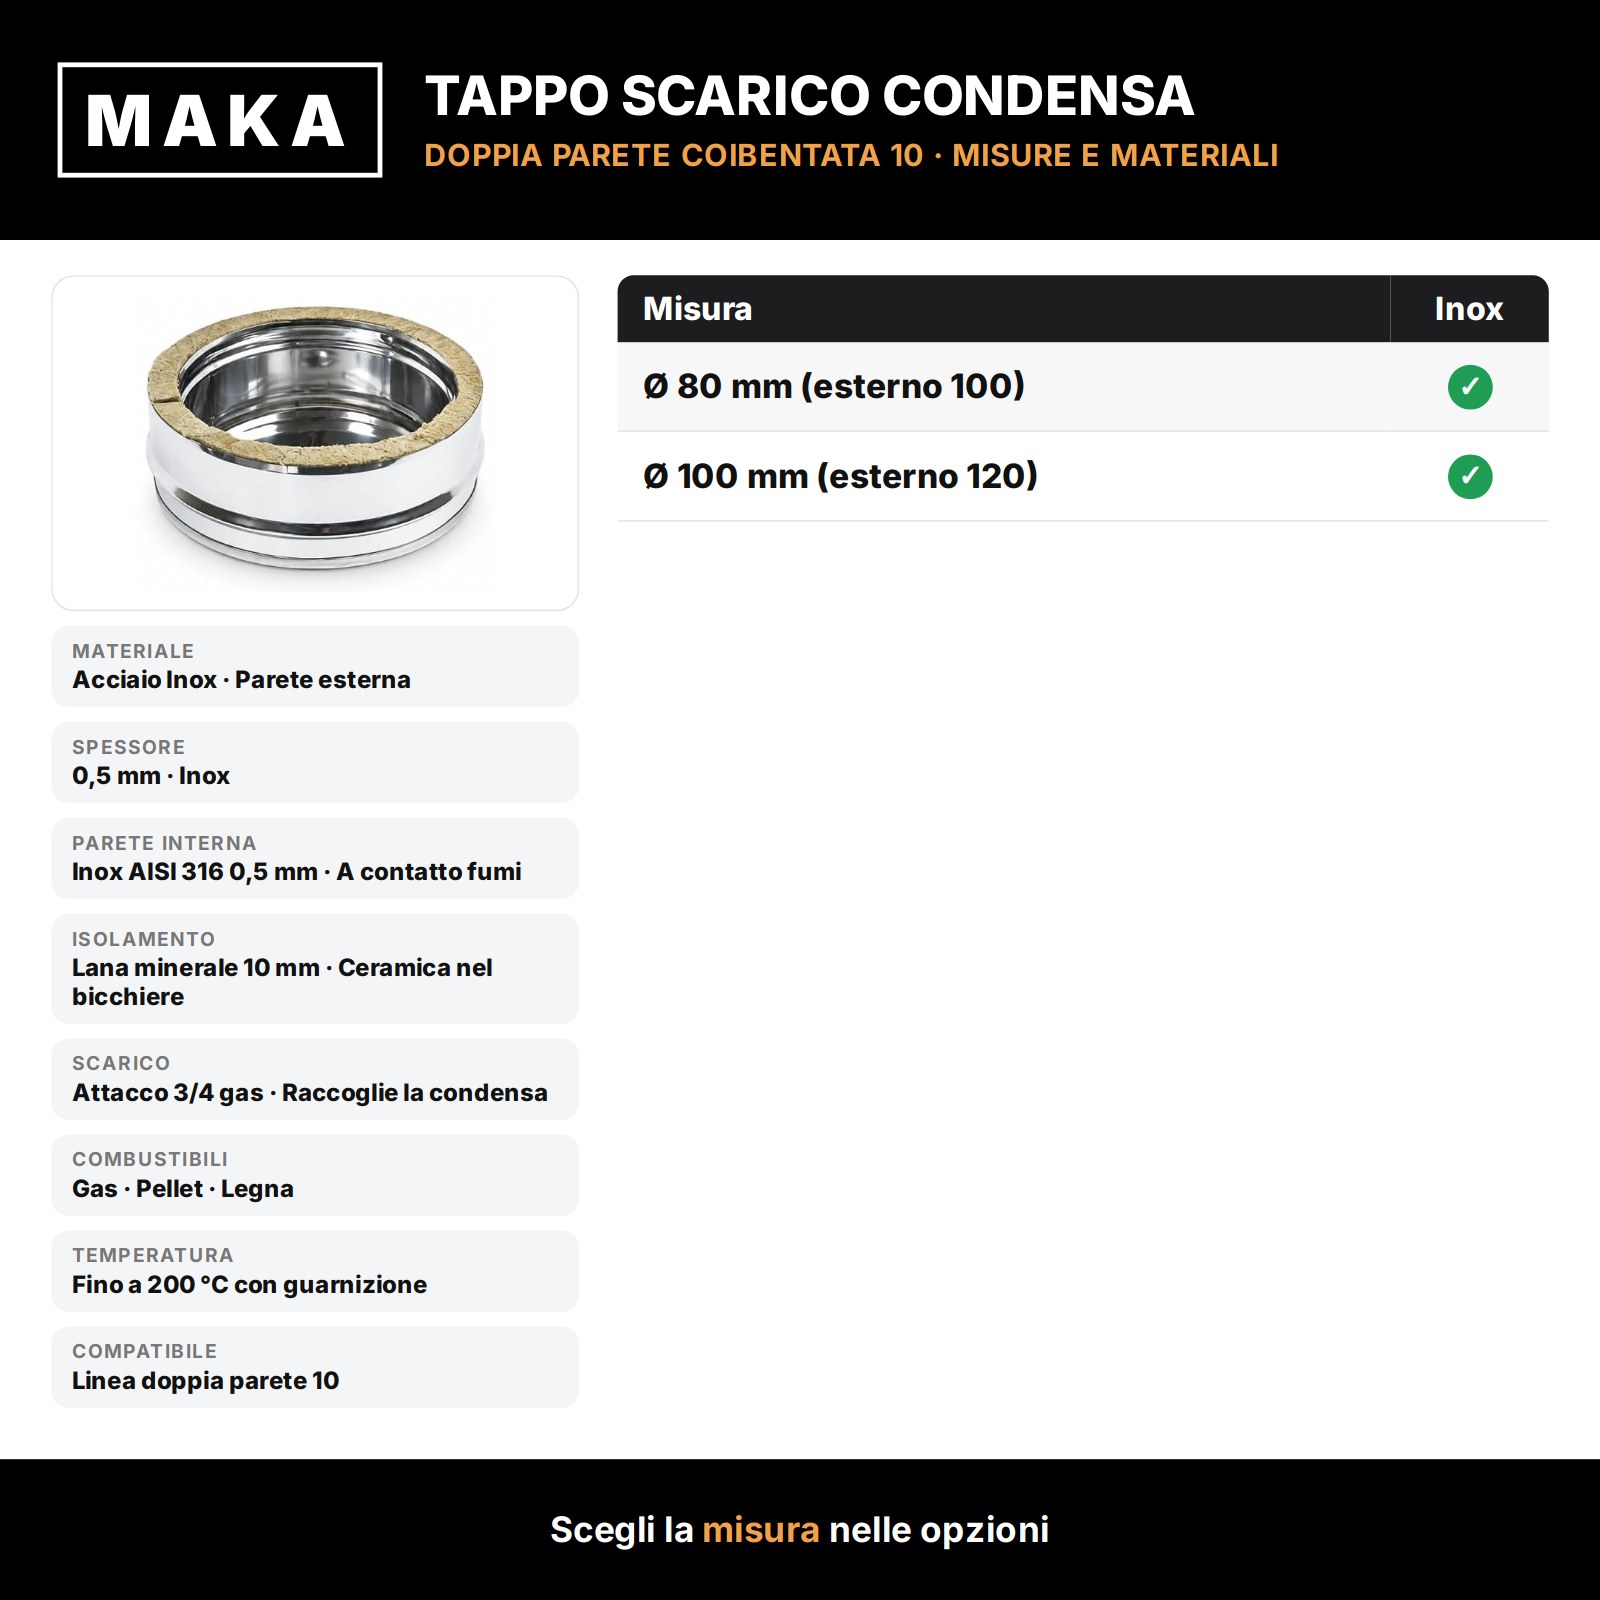 MAKA
TAPPO SCARICO CONDENSA
DOPPIA PARETE COIBENTATA 10 · MISURE E MATERIALI
Misura Inox
Ø 80 mm (esterno 100) ✓
Ø 100 mm (esterno 120) ✓
MATERIALE
Acciaio Inox · Parete esterna
SPESSORE
0,5 mm · Inox
PARETE INTERNA
Inox AISI 316 0,5 mm · A contatto fumi
ISOLAMENTO
Lana minerale 10 mm · Ceramica nel
bicchiere
SCARICO
Attacco 3/4 gas · Raccoglie la condensa
COMBUSTIBILI
Gas · Pellet · Legna
TEMPERATURA
Fino a 200 °C con guarnizione
COMPATIBILE
Linea doppia parete 10
Scegli la misura nelle opzioni